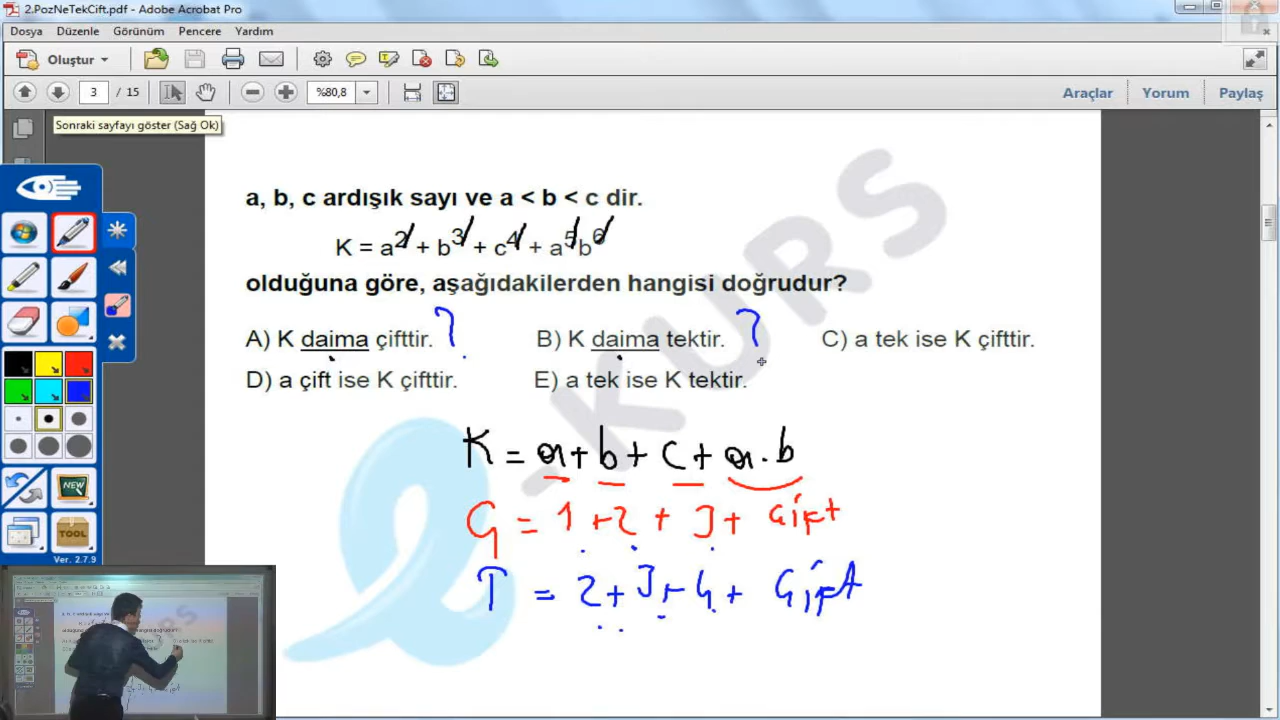 2.PozNeTekCift.pdf - Adobe Acrobat Pro
Dosya Düzenle Görünüm Pencere Yardım
Oluştur
3 / 15 %80,8 Araçlar Yorum Paylaş
Sonraki sayfayı göster (Sağ Ok)
a, b, c ardışık sayı ve a < b < c dir.
K = a² + b³ + c⁴ + a⁵b⁶
olduğuna göre, aşağıdakilerden hangisi doğrudur?
A) K daima çifttir. ? B) K daima tektir. ? C) a tek ise K çifttir.
D) a çift ise K çifttir. E) a tek ise K tektir.
K = a + b + c + a . b
Ç = 1 + 2 + 3 + Çift
T = 2 + 3 + 4 + Çift
-KURS
NEW
TOOL
Ver. 2.7.9